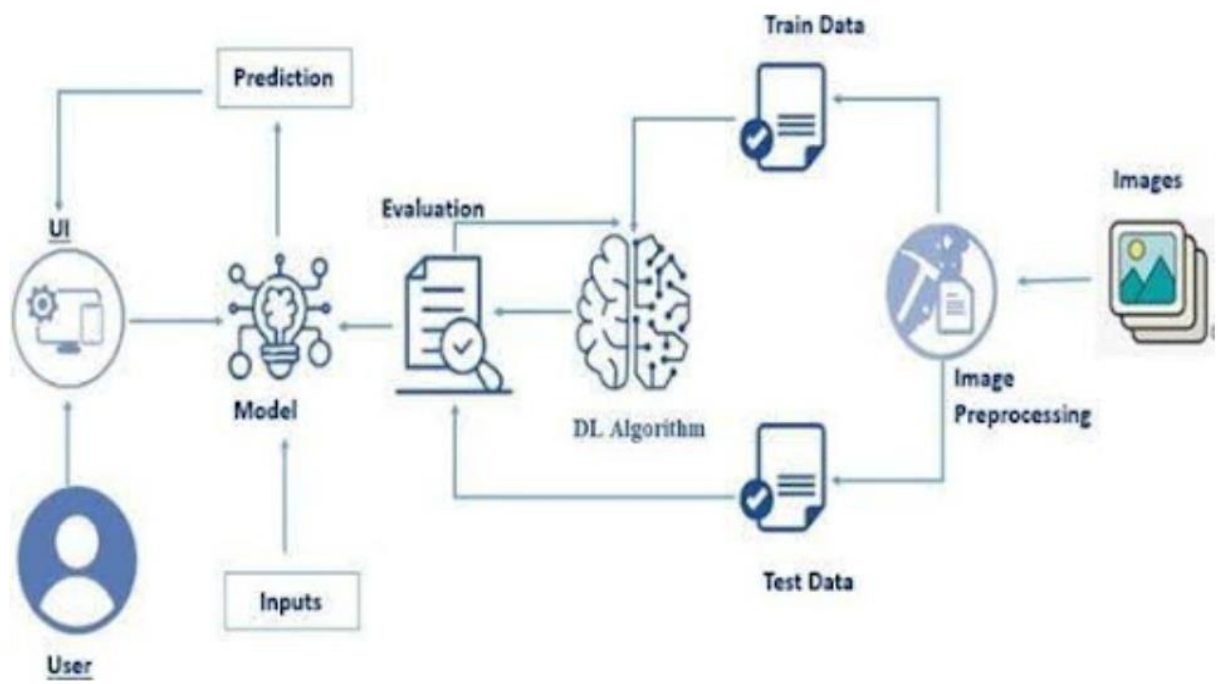 Train Data
Prediction
Images
Evaluation
UI
Image
Preprocessing
Model
DL Algorithm
Test Data
Inputs
User